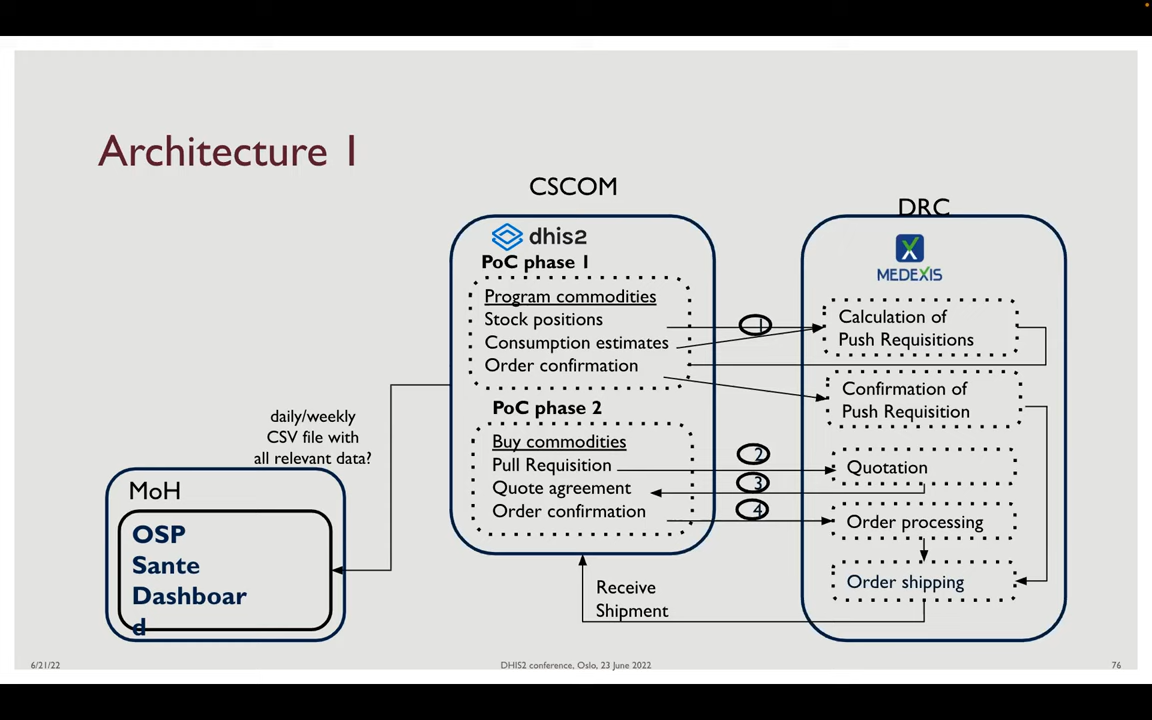 Architecture 1
CSCOM
dhis2
PoC phase 1
Program commodities
Stock positions
Consumption estimates
Order confirmation
PoC phase 2
Buy commodities
Pull Requisition
Quote agreement
Order confirmation
1
2
3
4
DRC
MEDEXIS
Calculation of
Push Requisitions
Confirmation of
Push Requisition
Quotation
Order processing
Order shipping
Receive
Shipment
daily/weekly
CSV file with
all relevant data?
MoH
OSP
Sante
Dashboar
d
6/21/22
DHIS2 conference, Oslo, 23 June 2022
76